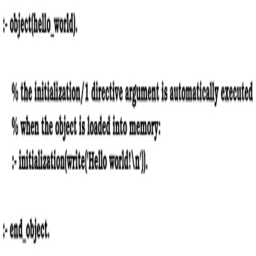 :- object(hello_world).
% the initialization/1 directive argument is automatically executed
% when the object is loaded into memory:
:- initialization(write('Hello world!\n')).
:- end_object.